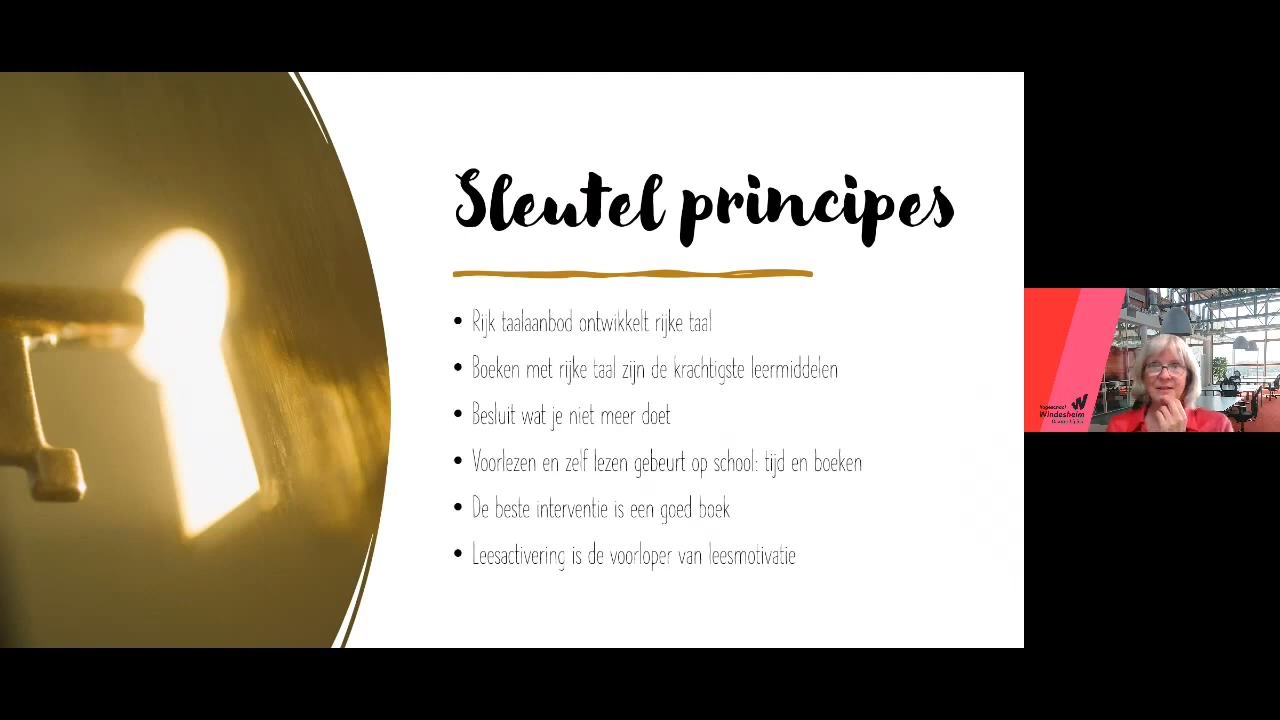 Sleutel principes
• Rijk taalaanbod ontwikkelt rijke taal
• Boeken met rijke taal zijn de krachtigste leermiddelen
• Besluit wat je niet meer doet
• Voorlezen en zelf lezen gebeurt op school: tijd en boeken
• De beste interventie is een goed boek
• Leesactivering is de voorloper van leesmotivatie
Hogeschool
Windesheim